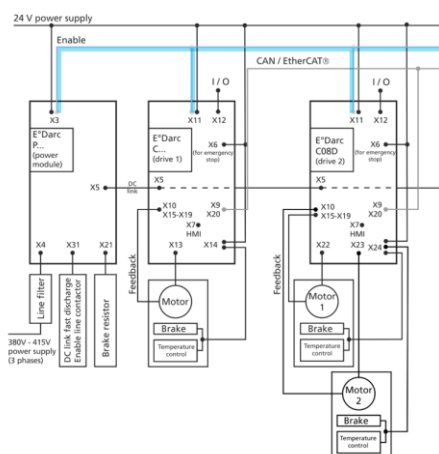 24 V power supply
Enable
CAN / EtherCAT®
I / O
I / O
X3
X11
X12
X11
X12
E°Darc
P...
(power
module)
E°Darc
C...
(drive 1)
X6
(for emergency
stop)
E°Darc
C08D
(drive 2)
X6
(for emergency
stop)
X5
DC
link
X5
X5
X10
X15-X19
X9
X20
X10
X15-X19
X9
X20
X7
HMI
X7
HMI
X4
X31
X21
X13
X14
X22
X23
X24
Line filter
DC link fast discharge
Enable line contactor
Brake resistor
Feedback
Feedback
Motor
Brake
Temperature
control
Motor
1
Brake
Temperature
control
380V - 415V
power supply
(3 phases)
Motor
2
Brake
Temperature
control